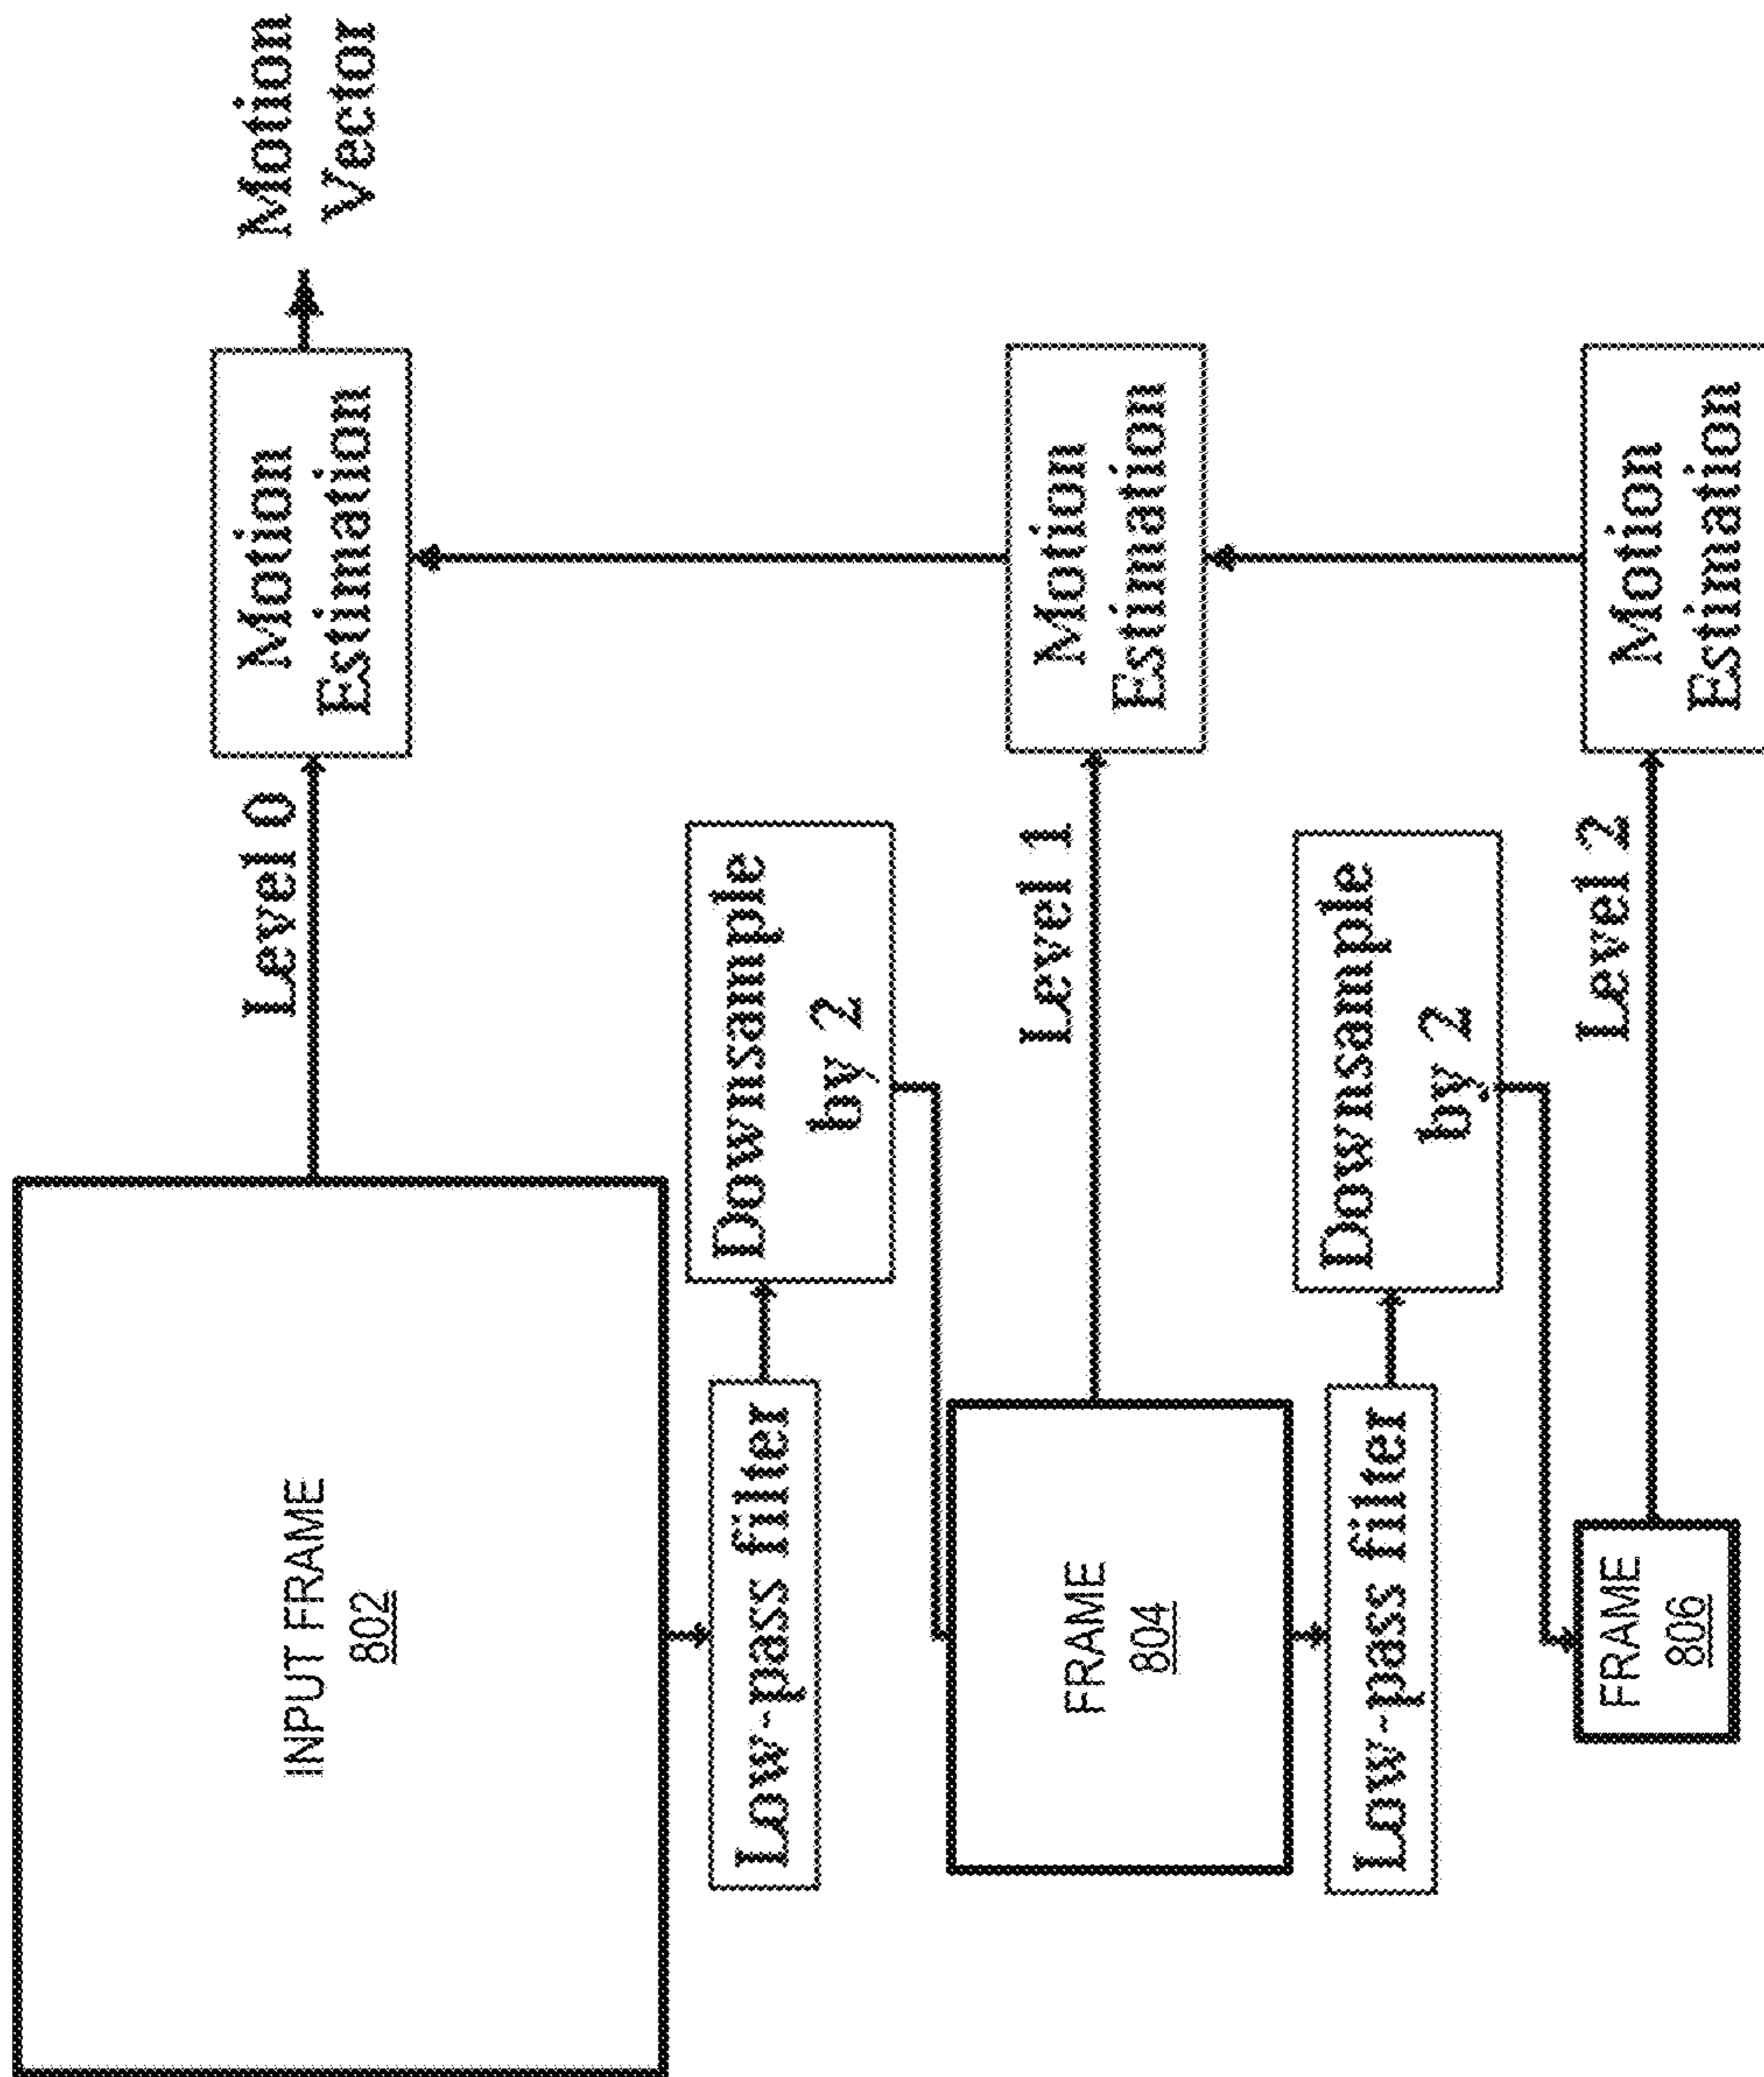 INPUT FRAME
802
Level 0
Motion
Estimation
Motion
Vector
Low-pass filter
Downsample
by 2
FRAME
804
Level 1
Motion
Estimation
Low-pass filter
Downsample
by 2
FRAME
806
Level 2
Motion
Estimation